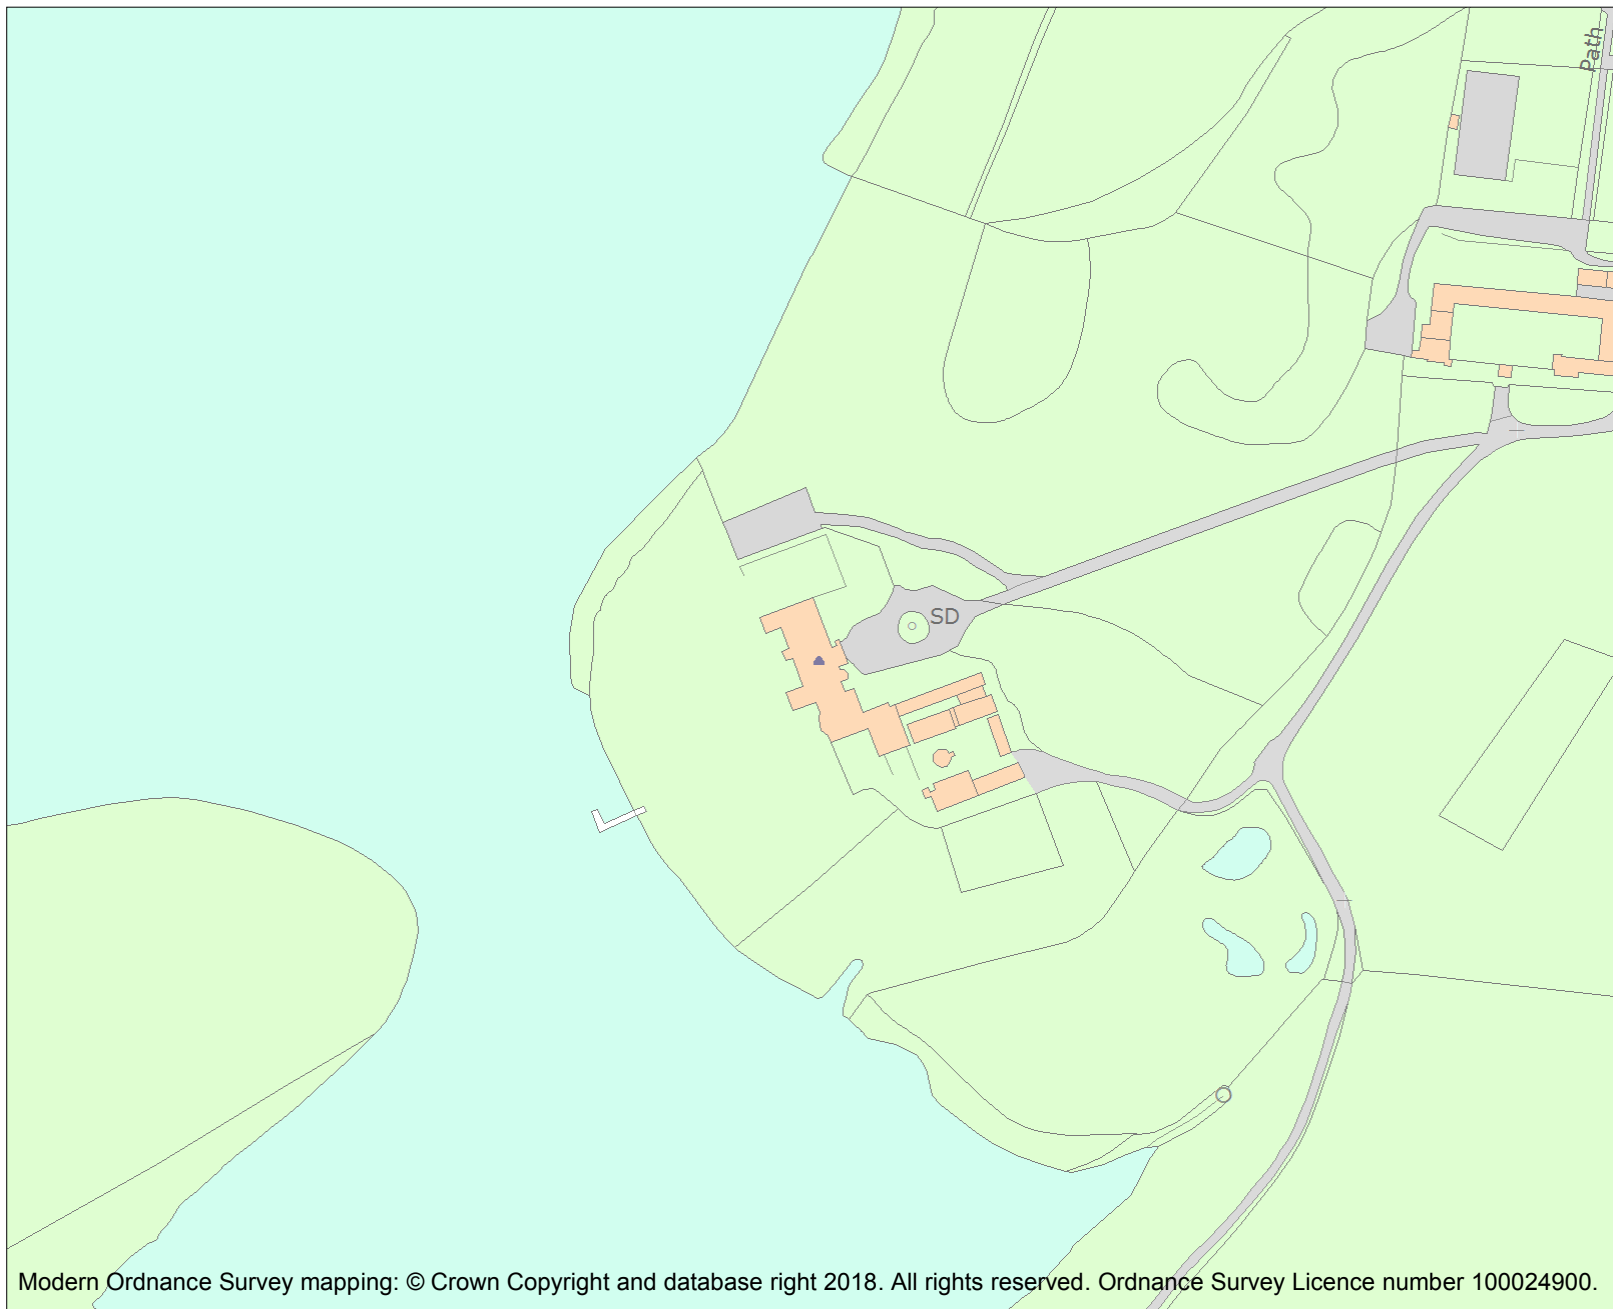 Path
SD
Modern Ordnance Survey mapping: © Crown Copyright and database right 2018. All rights reserved. Ordnance Survey Licence number 100024900.